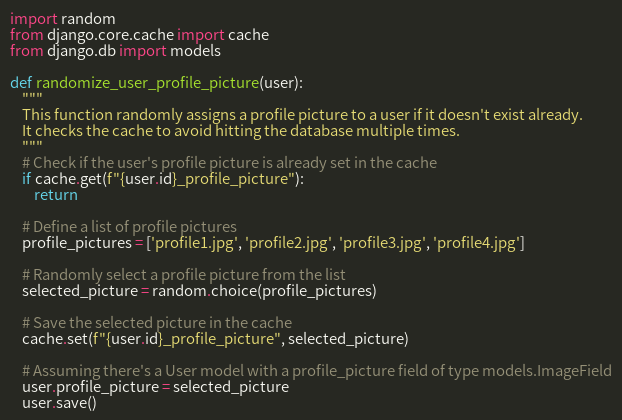 import random
from django.core.cache import cache
from django.db import models

def randomize_user_profile_picture(user):
    """
    This function randomly assigns a profile picture to a user if it doesn't exist already.
    It checks the cache to avoid hitting the database multiple times.
    """
    # Check if the user's profile picture is already set in the cache
    if cache.get(f"{user.id}_profile_picture"):
        return

    # Define a list of profile pictures
    profile_pictures = ['profile1.jpg', 'profile2.jpg', 'profile3.jpg', 'profile4.jpg']

    # Randomly select a profile picture from the list
    selected_picture = random.choice(profile_pictures)

    # Save the selected picture in the cache
    cache.set(f"{user.id}_profile_picture", selected_picture)

    # Assuming there's a User model with a profile_picture field of type models.ImageField
    user.profile_picture = selected_picture
    user.save()